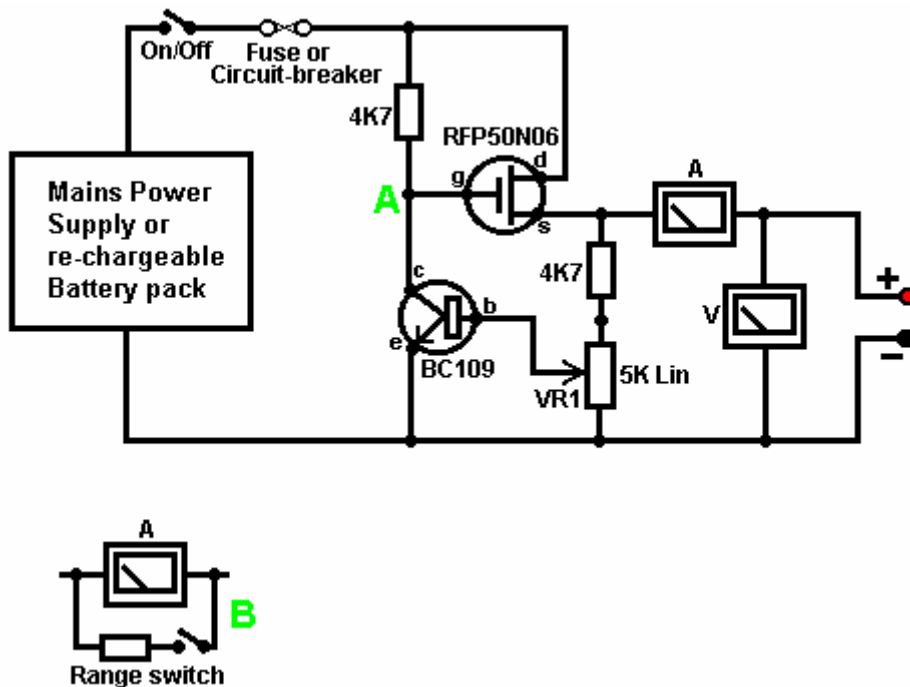 On/Off
Fuse or
Circuit-breaker
4K7
RFP50N06
d
g
s
A
A
Mains Power
Supply or
re-chargeable
Battery pack
4K7
c
b
e
BC109
VR1
5K Lin
V
+
−
A
B
Range switch